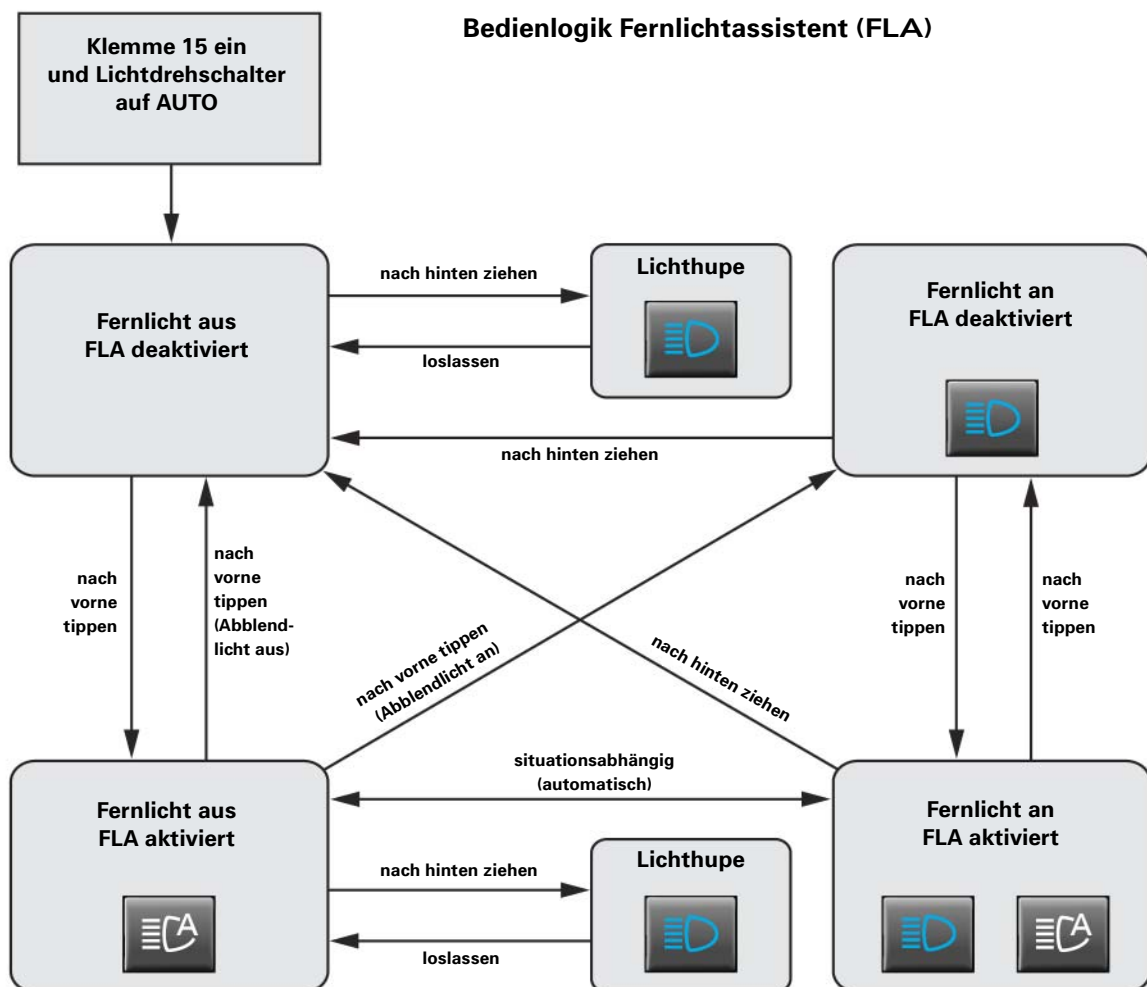 Bedienlogik Fernlichtassistent (FLA)
Klemme 15 ein
und Lichtdrehschalter
auf AUTO
Fernlicht aus
FLA deaktiviert
nach hinten ziehen
loslassen
Lichthupe
Fernlicht an
FLA deaktiviert
nach hinten ziehen
nach
vorne
tippen
nach
vorne
tippen
(Abblend-
licht aus)
nach vorne tippen
(Abblendlicht an)
nach hinten ziehen
nach
vorne
tippen
nach
vorne
tippen
situationsabhängig
(automatisch)
Fernlicht aus
FLA aktiviert
A
nach hinten ziehen
loslassen
Lichthupe
Fernlicht an
FLA aktiviert
A